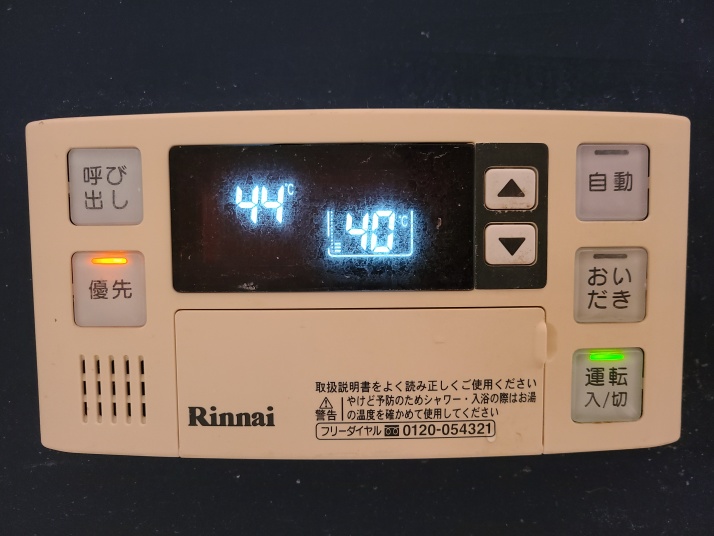 呼び
出し
優先
44℃
40℃
▲
▼
自動
おい
だき
運転
入/切
Rinnai
取扱説明書をよく読み正しくご使用ください
⚠
警告
やけど予防のためシャワー・入浴の際はお湯
の温度を確かめて使用してください
フリーダイヤル 0120-054321